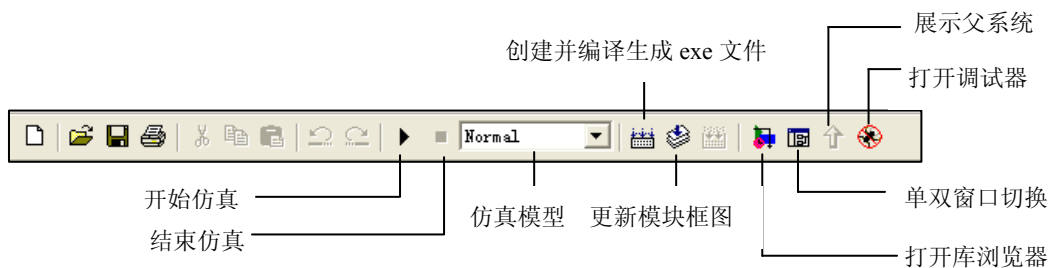 展示父系统
创建并编译生成 exe 文件
打开调试器
Normal
开始仿真
仿真模型
更新模块框图
单双窗口切换
结束仿真
打开库浏览器